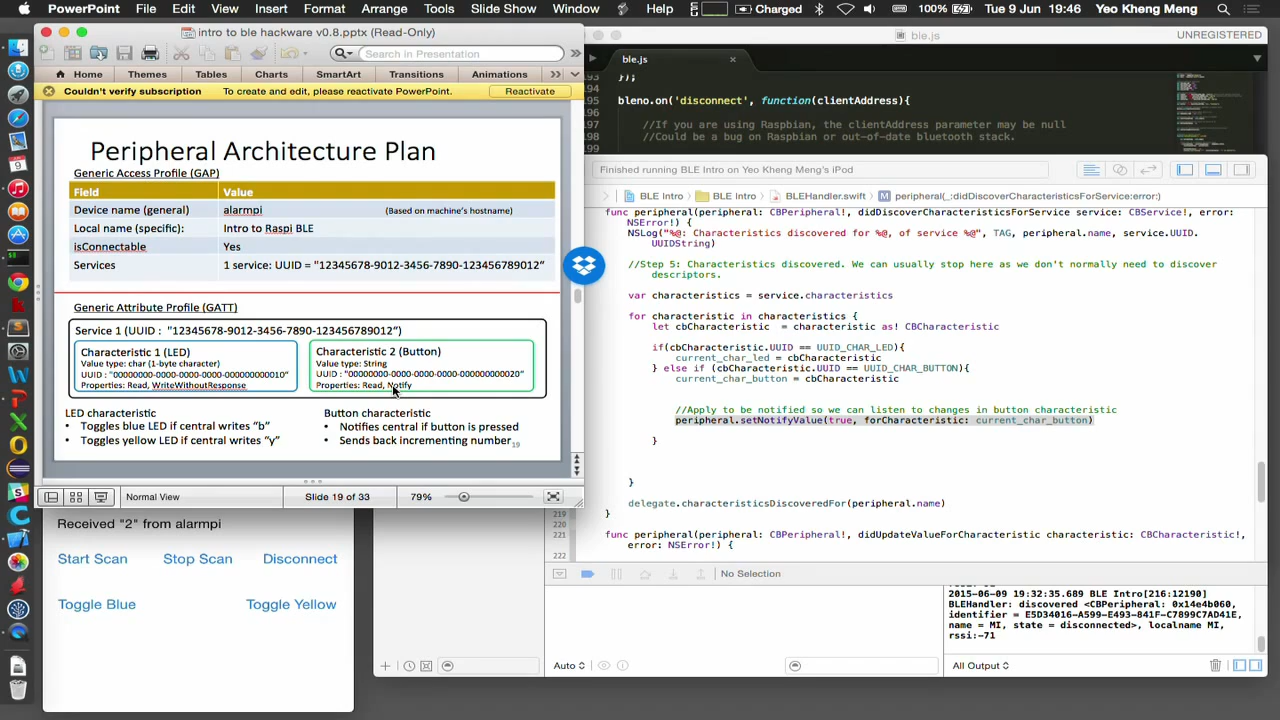 PowerPoint File Edit View Insert Format Arrange Tools Slide Show Window Help Charged 100% Tue 9 Jun 19:46 Yeo Kheng Meng
intro to ble hackware v0.8.pptx (Read-Only)
Search in Presentation
Home Themes Tables Charts SmartArt Transitions Animations
Couldn't verify subscription To create and edit, please reactivate PowerPoint. Reactivate
Peripheral Architecture Plan
Generic Access Profile (GAP)
Field Value
Device name (general) alarmpi (Based on machine's hostname)
Local name (specific): Intro to Raspi BLE
isConnectable Yes
Services 1 service: UUID = "12345678-9012-3456-7890-123456789012"
Generic Attribute Profile (GATT)
Service 1 (UUID : "12345678-9012-3456-7890-123456789012")
Characteristic 1 (LED)
Value type: char (1-byte character)
UUID : "00000000-0000-0000-0000-000000000010"
Properties: Read, WriteWithoutResponse
Characteristic 2 (Button)
Value type: String
UUID: "00000000-0000-0000-0000-000000000020"
Properties: Read, Notify
LED characteristic
• Toggles blue LED if central writes "b"
• Toggles yellow LED if central writes "y"
Button characteristic
• Notifies central if button is pressed
• Sends back incrementing number
19
Normal View Slide 19 of 33 79%
Received "2" from alarmpi
Start Scan Stop Scan Disconnect
Toggle Blue Toggle Yellow
ble.js UNREGISTERED
ble.js
193 });
194
195 bleno.on('disconnect', function(clientAddress){
196
197 //If you are using Raspbian, the clientAddress parameter may be null
198 //Could be a bug on Raspbian or out-of-date bluetooth stack.
199
Finished running BLE Intro on Yeo Kheng Meng's iPod
BLE Intro BLE Intro BLEHandler.swift M peripheral(_:didDiscoverCharacteristicsForService:error:)
func peripheral(peripheral: CBPeripheral!, didDiscoverCharacteristicsForService service: CBService!, error:
NSError!) {
NSLog("%@: Characteristics discovered for %@, of service %@", TAG, peripheral.name, service.UUID.
UUIDString)
//Step 5: Characteristics discovered. We can usually stop here as we don't normally need to discover
descriptors.
var characteristics = service.characteristics
for characteristic in characteristics {
let cbCharacteristic = characteristic as! CBCharacteristic
if(cbCharacteristic.UUID == UUID_CHAR_LED){
current_char_led = cbCharacteristic
} else if (cbCharacteristic.UUID == UUID_CHAR_BUTTON){
current_char_button = cbCharacteristic
//Apply to be notified so we can listen to changes in button characteristic
peripheral.setNotifyValue(true, forCharacteristic: current_char_button)
}
}
delegate.characteristicsDiscoveredFor(peripheral.name)
219 }
220
221 func peripheral(peripheral: CBPeripheral!, didUpdateValueForCharacteristic characteristic: CBCharacteristic!,
error: NSError!) {
222
No Selection
2015-06-09 19:32:35.689 BLE Intro[216:12190]
BLEHandler: discovered <CBPeripheral: 0x14e4b060,
identifier = E5D34016-A599-E493-841F-C7899C7AD41E,
name = MI, state = disconnected>, localname MI,
rssi:-71
Auto All Output